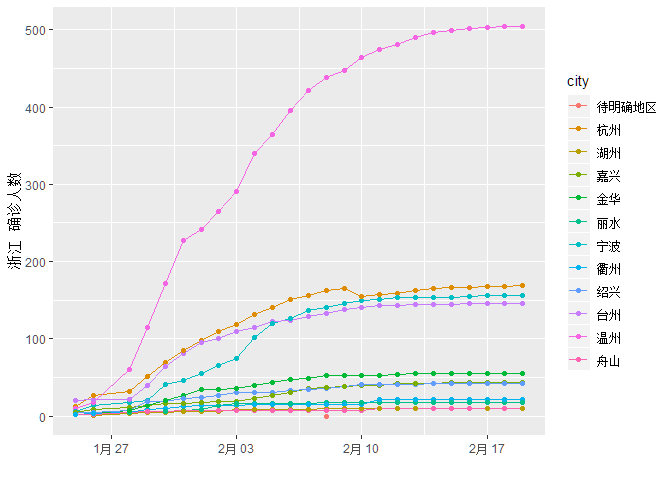 500
400
300
200
100
0
浙江 确诊人数
1月 27
2月 03
2月 10
2月 17
city
待明确地区
杭州
湖州
嘉兴
金华
丽水
宁波
衢州
绍兴
台州
温州
舟山